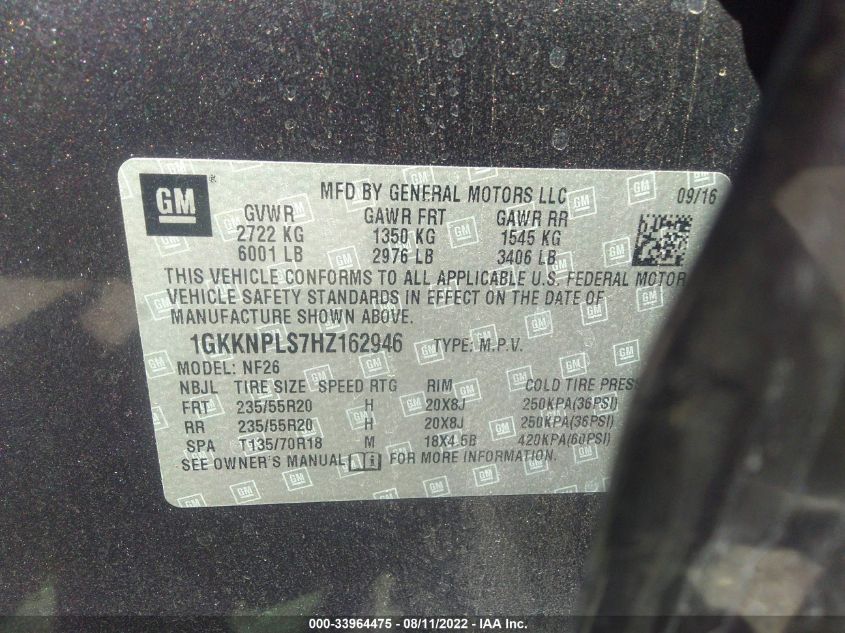 GM
MFD BY GENERAL MOTORS LLC 09/16
GVWR GAWR FRT GAWR RR
2722 KG 1350 KG 1545 KG
6001 LB 2976 LB 3406 LB
THIS VEHICLE CONFORMS TO ALL APPLICABLE U.S. FEDERAL MOTOR
VEHICLE SAFETY STANDARDS IN EFFECT ON THE DATE OF
MANUFACTURE SHOWN ABOVE.
1GKKNPLS7HZ162946 TYPE: M.P.V.
MODEL: NF26
NBJL TIRE SIZE SPEED RTG RIM COLD TIRE PRES
FRT 235/55R20 H 20X8J 250KPA(36PSI)
RR 235/55R20 H 20X8J 250KPA(36PSI)
SPA T135/70R18 M 18X4.5B 420KPA(60PSI)
SEE OWNER'S MANUAL FOR MORE INFORMATION.
000-33964475 - 08/11/2022 - IAA Inc.